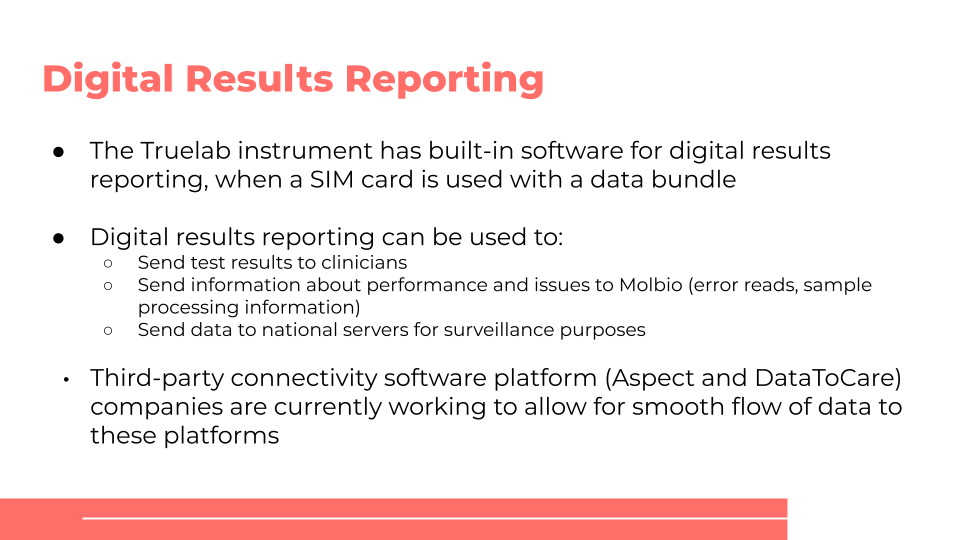 Digital Results Reporting
● The Truelab instrument has built-in software for digital results
reporting, when a SIM card is used with a data bundle
● Digital results reporting can be used to:
○ Send test results to clinicians
○ Send information about performance and issues to Molbio (error reads, sample
processing information)
○ Send data to national servers for surveillance purposes
• Third-party connectivity software platform (Aspect and DataToCare)
companies are currently working to allow for smooth flow of data to
these platforms